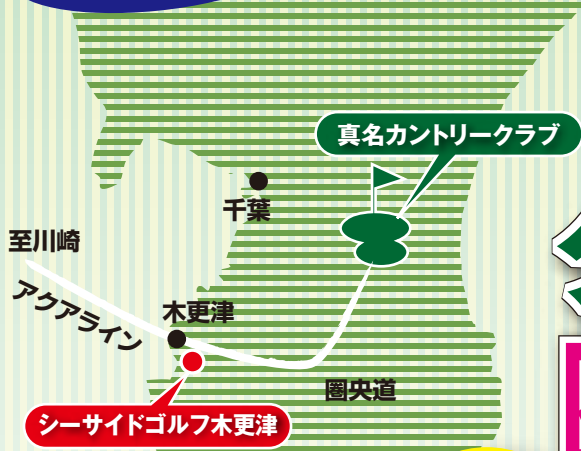 真名カントリークラブ
千葉
至川崎
アクアライン
木更津
圏央道
シーサイドゴルフ木更津